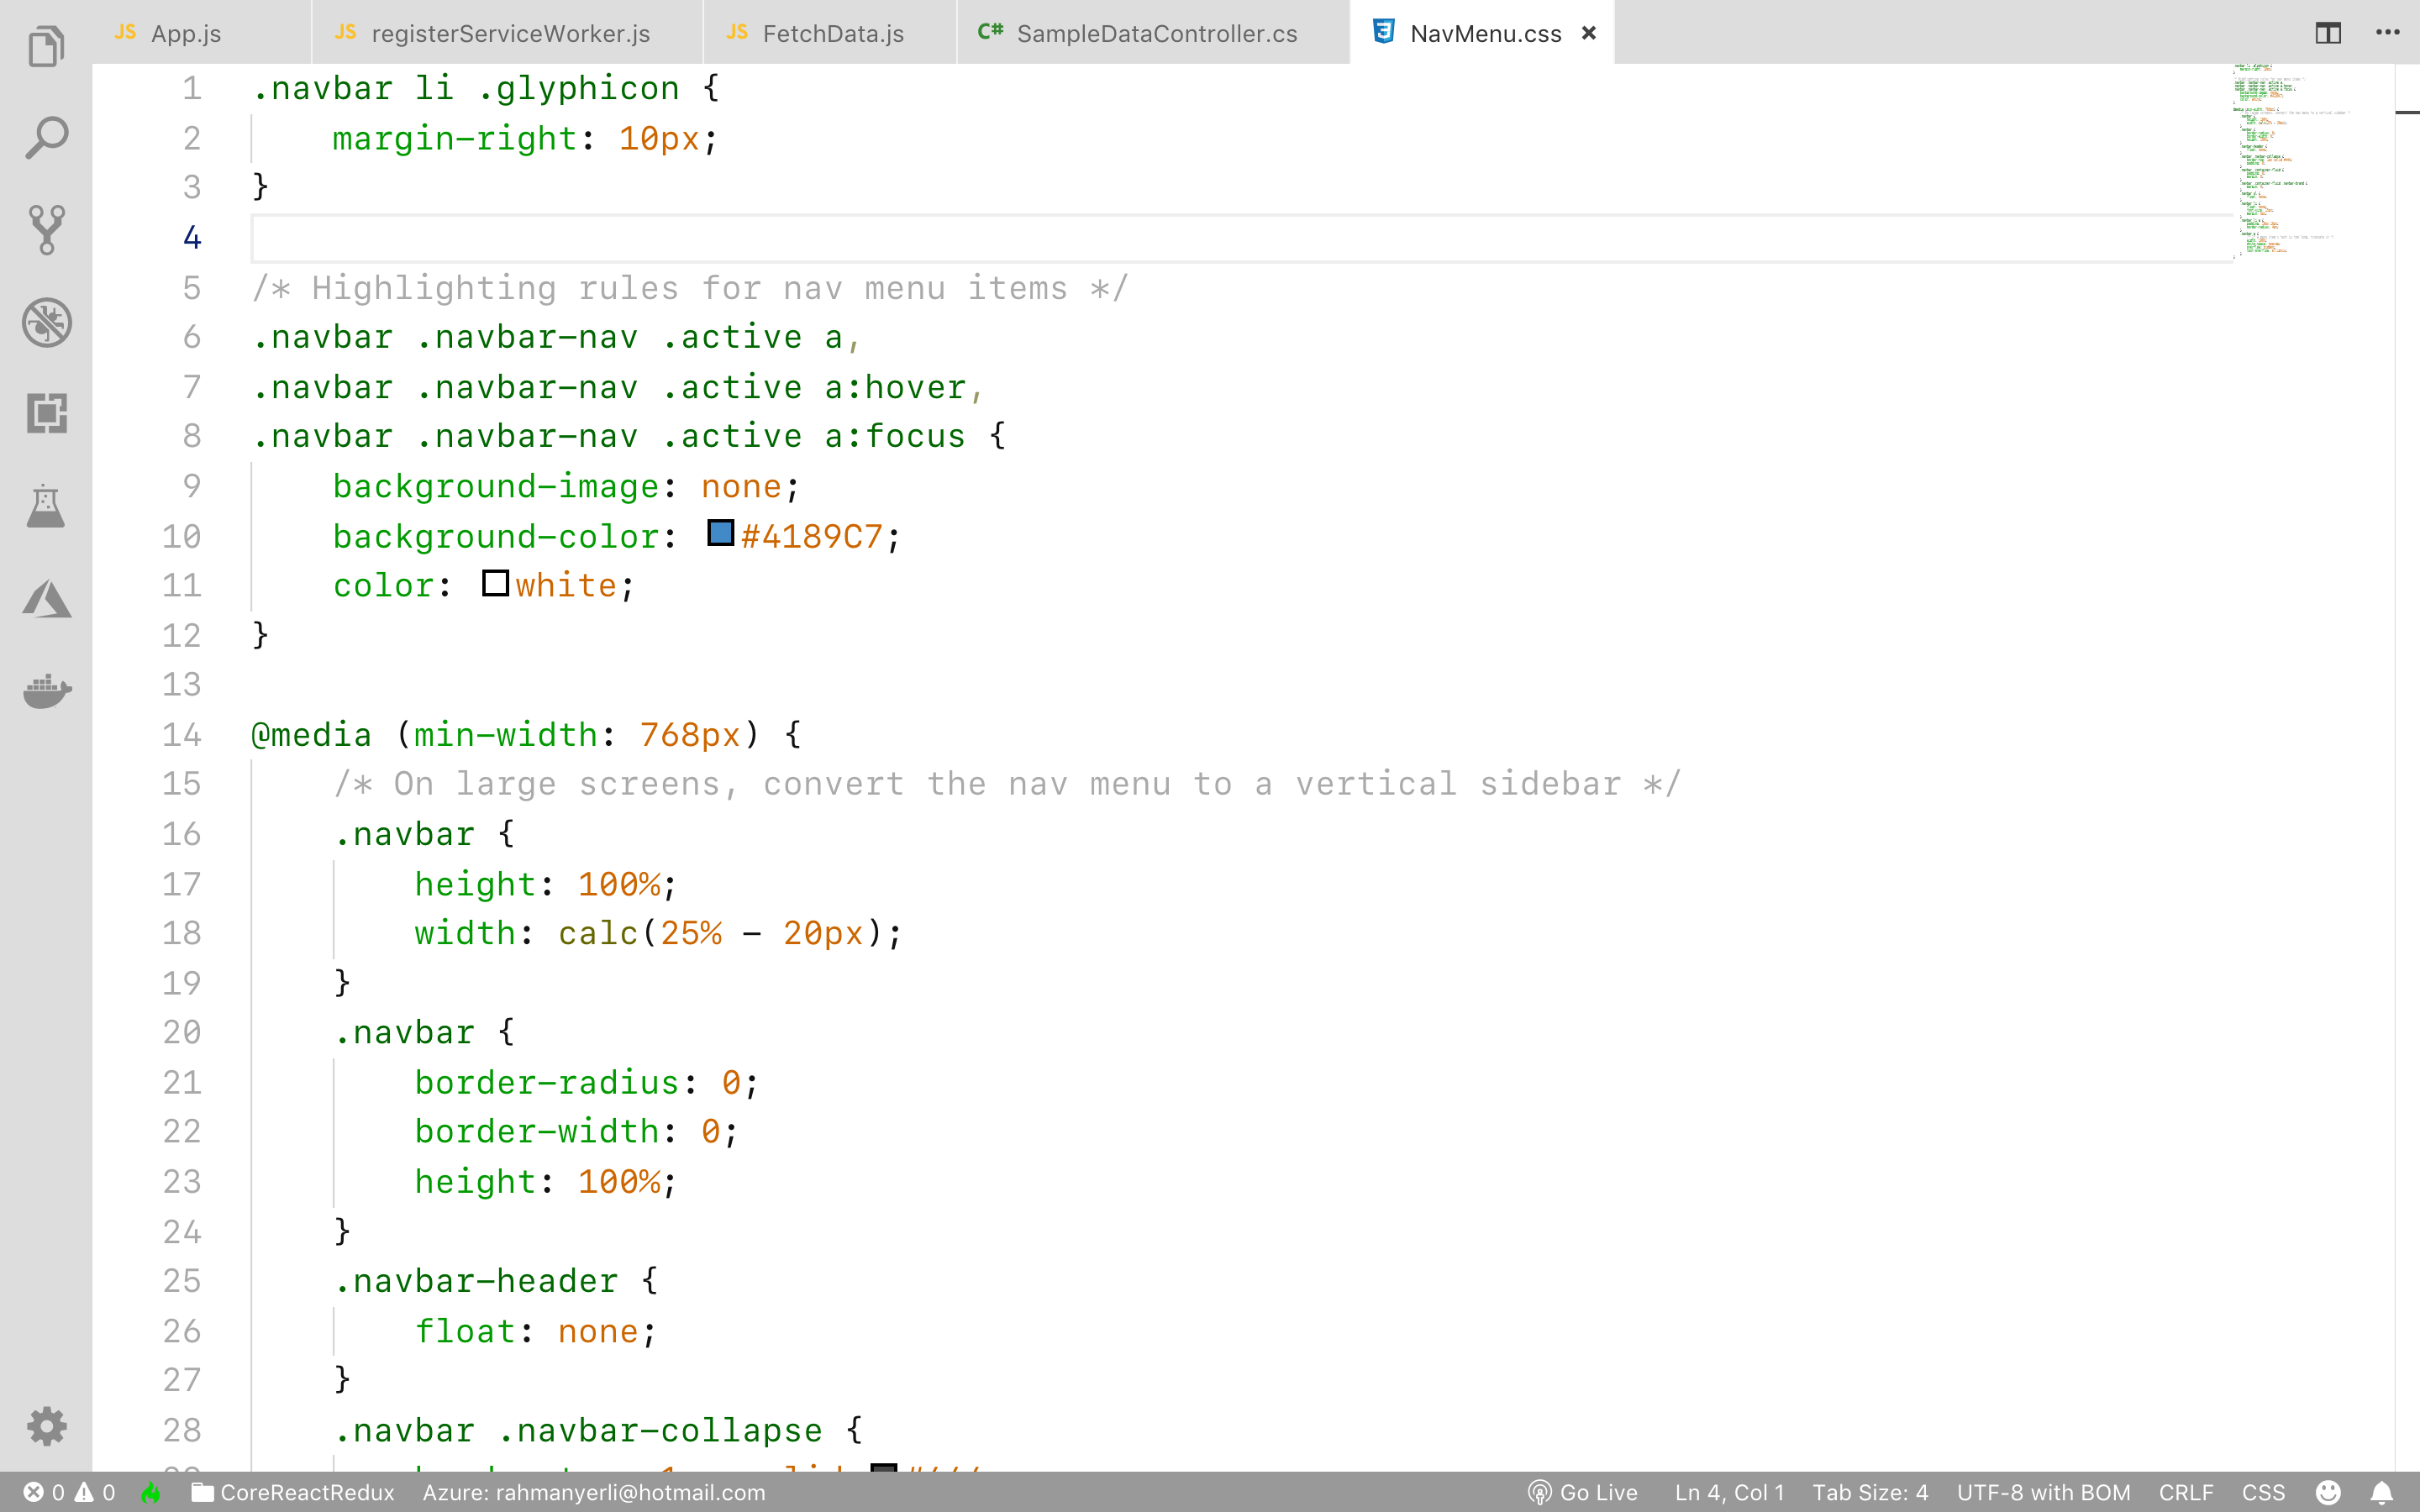 JS App.js
JS registerServiceWorker.js
JS FetchData.js
C# SampleDataController.cs
NavMenu.css
1 .navbar li .glyphicon {
2     margin-right: 10px;
3 }
4
5 /* Highlighting rules for nav menu items */
6 .navbar .navbar-nav .active a,
7 .navbar .navbar-nav .active a:hover,
8 .navbar .navbar-nav .active a:focus {
9     background-image: none;
10     background-color: #4189C7;
11     color: white;
12 }
13
14 @media (min-width: 768px) {
15     /* On large screens, convert the nav menu to a vertical sidebar */
16     .navbar {
17         height: 100%;
18         width: calc(25% - 20px);
19     }
20     .navbar {
21         border-radius: 0;
22         border-width: 0;
23         height: 100%;
24     }
25     .navbar-header {
26         float: none;
27     }
28     .navbar .navbar-collapse {
0 0 CoreReactRedux Azure: rahmanyerli@hotmail.com Go Live Ln 4, Col 1 Tab Size: 4 UTF-8 with BOM CRLF CSS